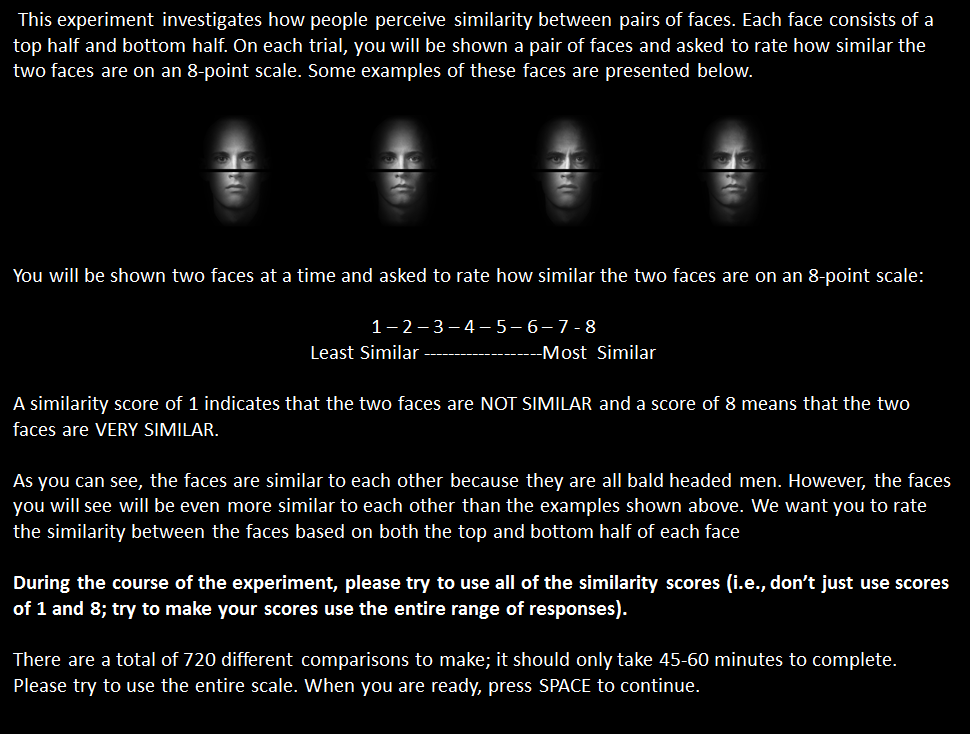 This experiment investigates how people perceive similarity between pairs of faces. Each face consists of a
top half and bottom half. On each trial, you will be shown a pair of faces and asked to rate how similar the
two faces are on an 8-point scale. Some examples of these faces are presented below.
You will be shown two faces at a time and asked to rate how similar the two faces are on an 8-point scale:
1 – 2 – 3 – 4 – 5 – 6 – 7 - 8
Least Similar --------------------Most Similar
A similarity score of 1 indicates that the two faces are NOT SIMILAR and a score of 8 means that the two
faces are VERY SIMILAR.
As you can see, the faces are similar to each other because they are all bald headed men. However, the faces
you will see will be even more similar to each other than the examples shown above. We want you to rate
the similarity between the faces based on both the top and bottom half of each face
During the course of the experiment, please try to use all of the similarity scores (i.e., don’t just use scores
of 1 and 8; try to make your scores use the entire range of responses).
There are a total of 720 different comparisons to make; it should only take 45-60 minutes to complete.
Please try to use the entire scale. When you are ready, press SPACE to continue.